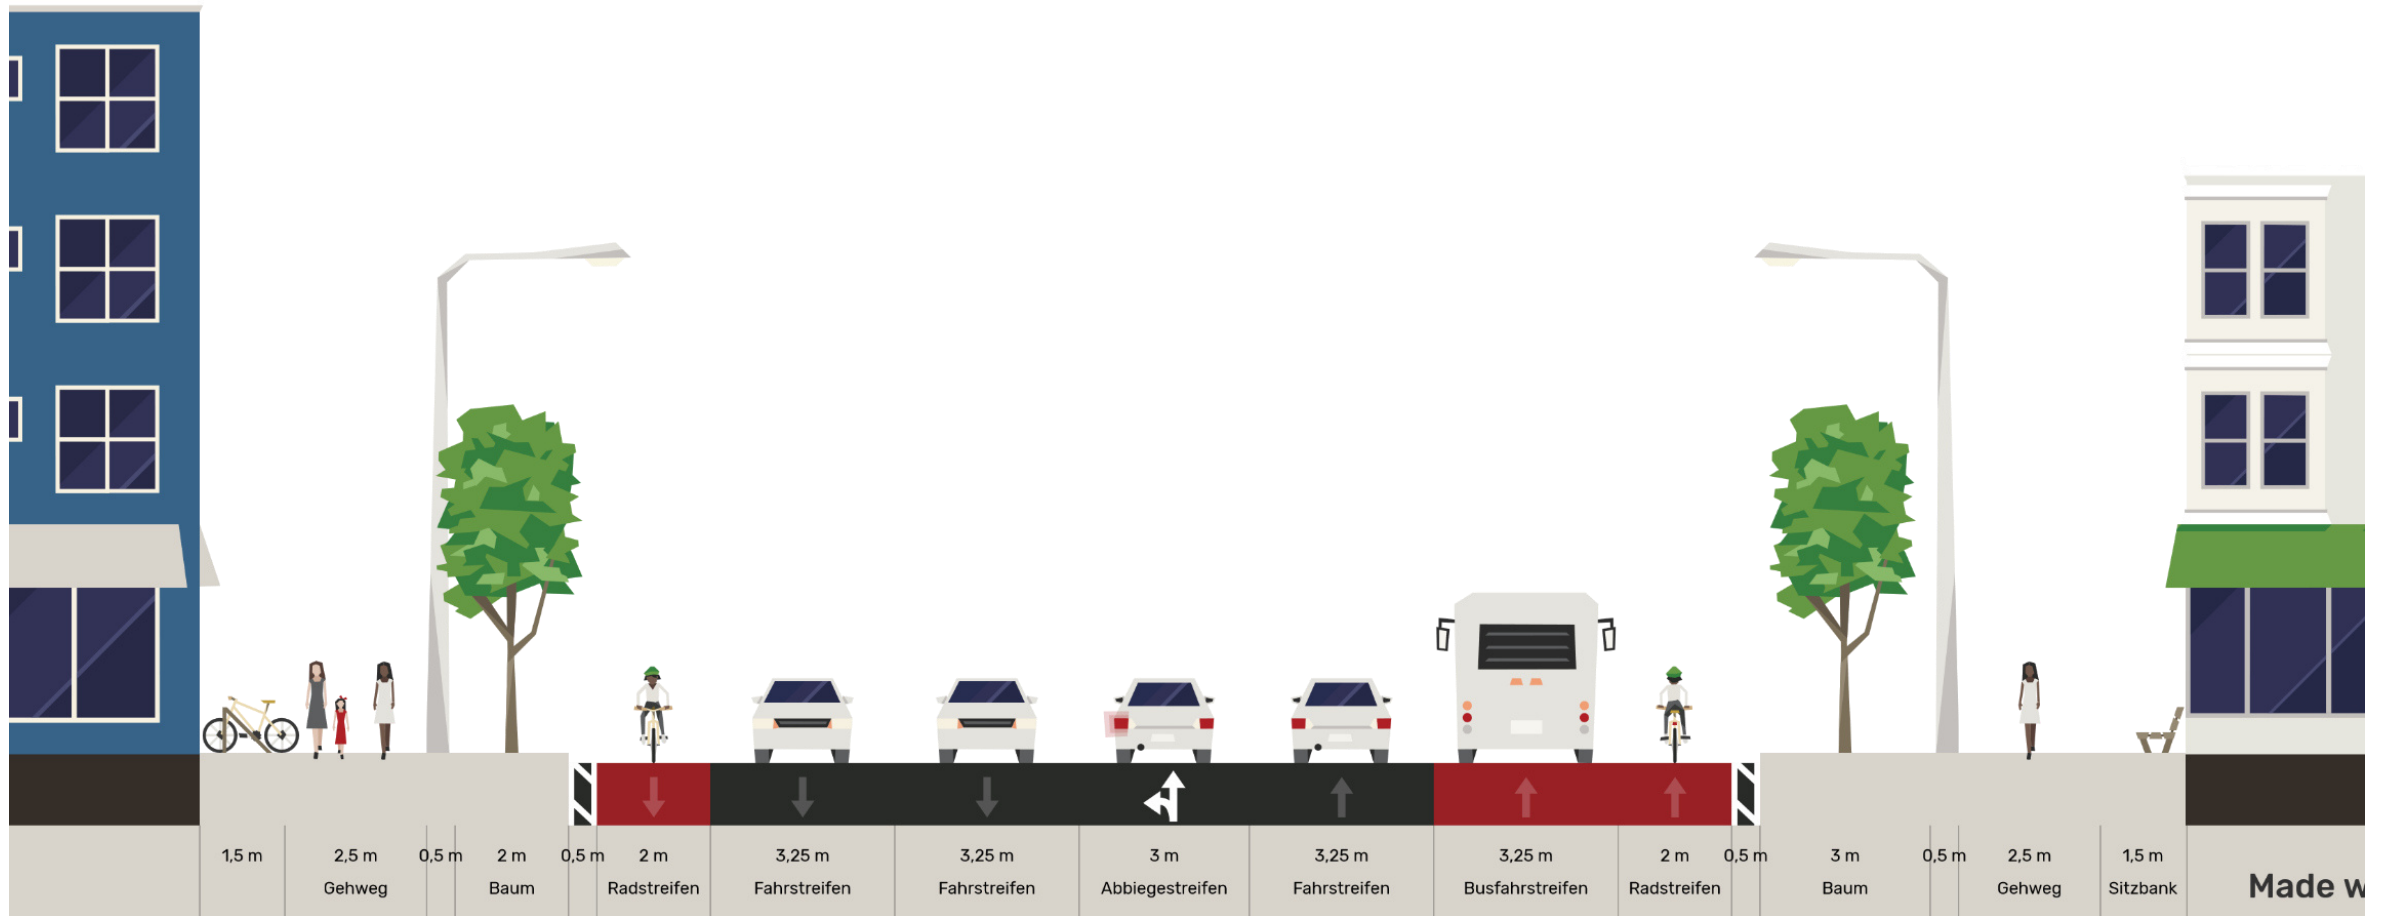 1,5 m 2,5 m 0,5 m 2 m 0,5 m 2 m 3,25 m 3,25 m 3 m 3,25 m 3,25 m 2 m 0,5 m 3 m 0,5 m 2,5 m 1,5 m
Gehweg Baum Radstreifen Fahrstreifen Fahrstreifen Abbiegestreifen Fahrstreifen Busfahrstreifen Radstreifen Baum Gehweg Sitzbank
Made w